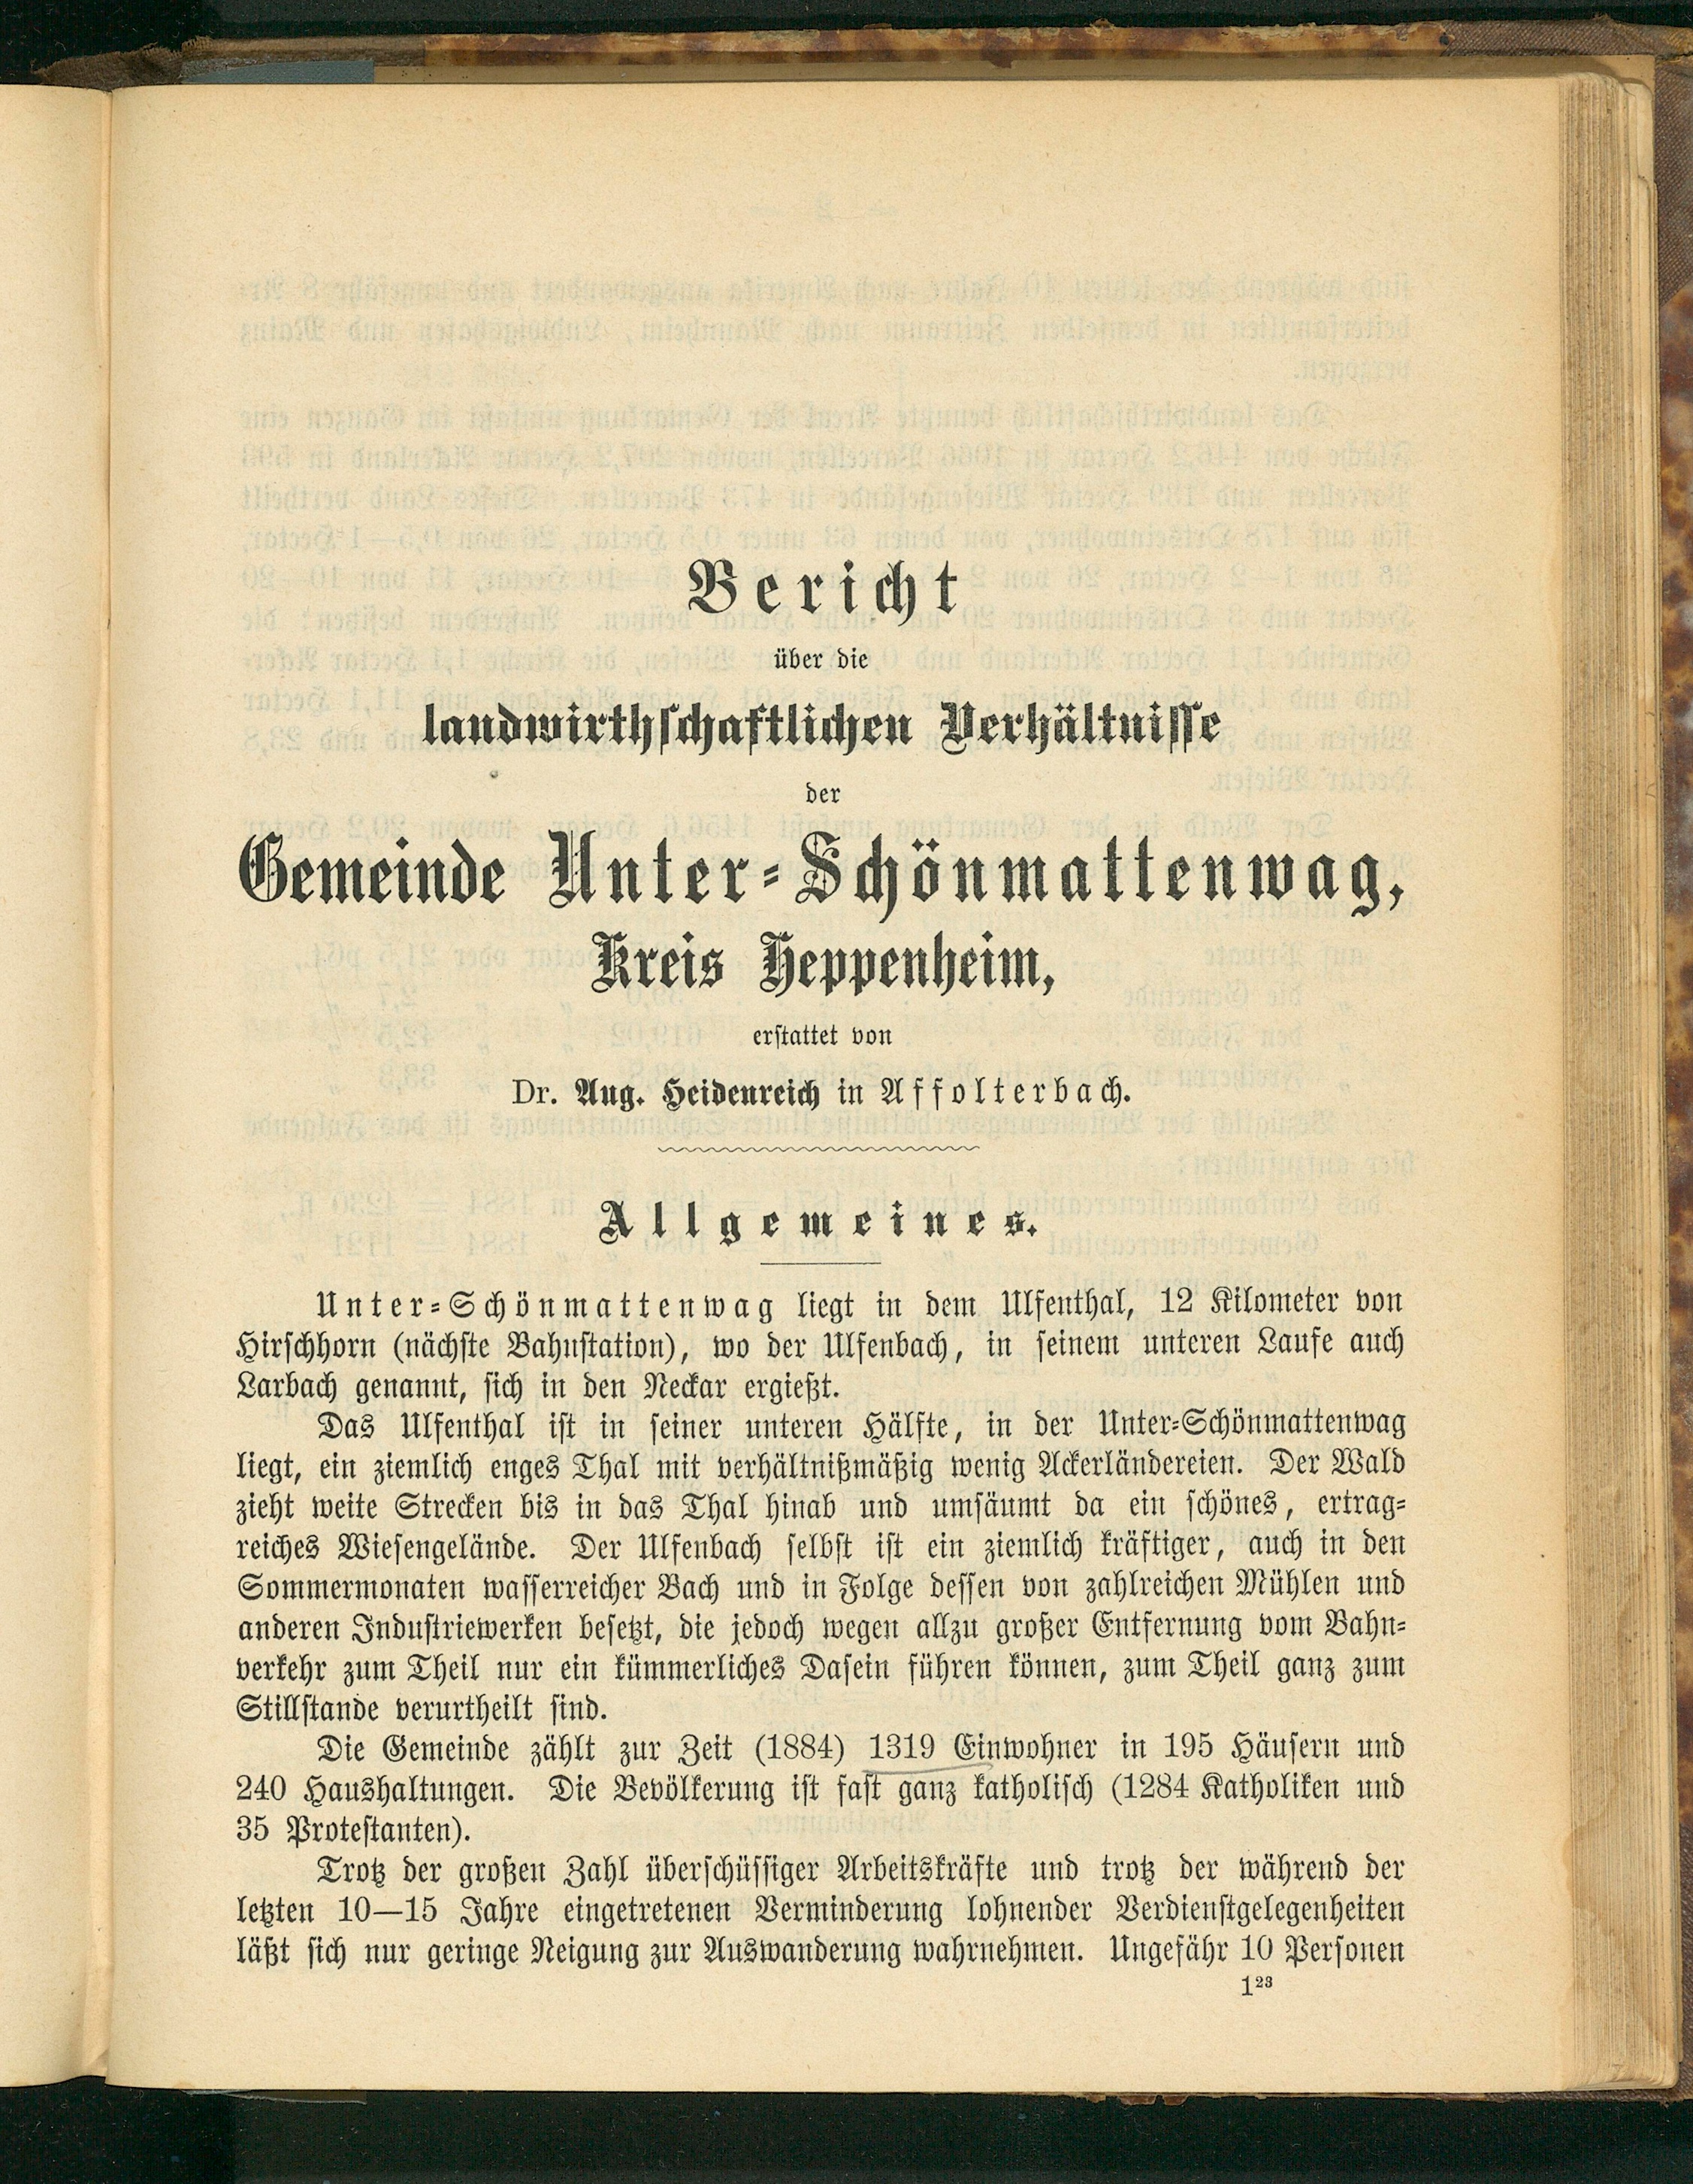 Bericht
über die
landwirthschaftlichen Verhältnisse
der
Gemeinde Unter-Schönmattenwag,
Kreis Heppenheim,
erstattet von
Dr. Aug. Heidenreich in Affolterbach.
Allgemeines.
Unter-Schönmattenwag liegt in dem Ulfenthal, 12 Kilometer von
Hirschhorn (nächste Bahnstation), wo der Ulfenbach, in seinem unteren Laufe auch
Larbach genannt, sich in den Neckar ergießt.
Das Ulfenthal ist in seiner unteren Hälfte, in der Unter-Schönmattenwag
liegt, ein ziemlich enges Thal mit verhältnißmäßig wenig Ackerländereien. Der Wald
zieht weite Strecken bis in das Thal hinab und umsäumt da ein schönes, ertrag-
reiches Wiesengelände. Der Ulfenbach selbst ist ein ziemlich kräftiger, auch in den
Sommermonaten wasserreicher Bach und in Folge dessen von zahlreichen Mühlen und
anderen Industriewerken besetzt, die jedoch wegen allzu großer Entfernung vom Bahn-
verkehr zum Theil nur ein kümmerliches Dasein führen können, zum Theil ganz zum
Stillstande verurtheilt sind.
Die Gemeinde zählt zur Zeit (1884) 1319 Einwohner in 195 Häusern und
240 Haushaltungen. Die Bevölkerung ist fast ganz katholisch (1284 Katholiken und
35 Protestanten).
Trotz der großen Zahl überschüssiger Arbeitskräfte und trotz der während der
letzten 10—15 Jahre eingetretenen Verminderung lohnender Verdienstgelegenheiten
läßt sich nur geringe Neigung zur Auswanderung wahrnehmen. Ungefähr 10 Personen
1²³